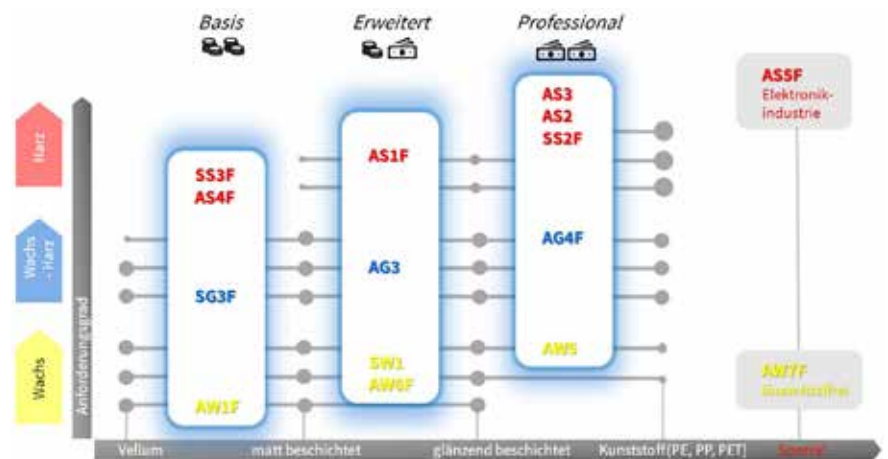 Basis
Erweitert
Professional
AS3
AS2
SS2F
AS5F
Elektronik-
industrie
Harz
SS3F
AS4F
AS1F
Wachs
- Harz
SG3F
AG3
AG4F
Wachs
AW1F
SW1
AW6F
AW5
AW7F
Anforderungsgrad
Vellum
matt beschichtet
glänzend beschichtet
Kunststoff(PE, PP, PET)